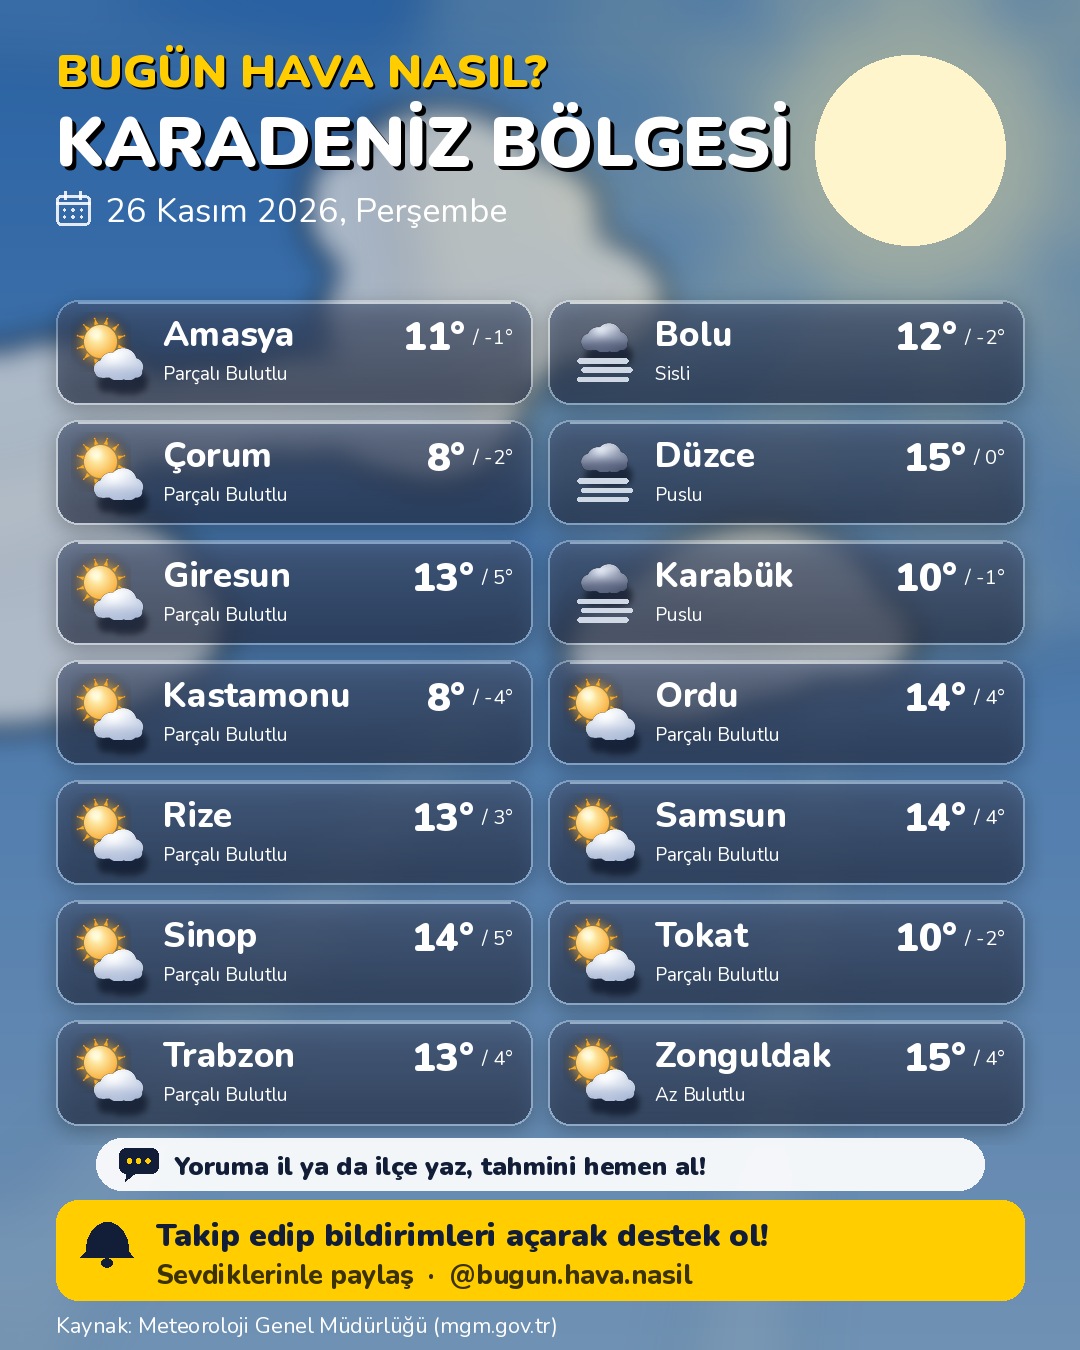 BUGÜN HAVA NASIL?
KARADENİZ BÖLGESİ
26 Kasım 2026, Perşembe
Amasya 11° / -1°
Parçalı Bulutlu
Bolu 12° / -2°
Sisli
Çorum 8° / -2°
Parçalı Bulutlu
Düzce 15° / 0°
Puslu
Giresun 13° / 5°
Parçalı Bulutlu
Karabük 10° / -1°
Puslu
Kastamonu 8° / -4°
Parçalı Bulutlu
Ordu 14° / 4°
Parçalı Bulutlu
Rize 13° / 3°
Parçalı Bulutlu
Samsun 14° / 4°
Parçalı Bulutlu
Sinop 14° / 5°
Parçalı Bulutlu
Tokat 10° / -2°
Parçalı Bulutlu
Trabzon 13° / 4°
Parçalı Bulutlu
Zonguldak 15° / 4°
Az Bulutlu
Yoruma il ya da ilçe yaz, tahmini hemen al!
Takip edip bildirimleri açarak destek ol!
Sevdiklerinle paylaş · @bugun.hava.nasil
Kaynak: Meteoroloji Genel Müdürlüğü (mgm.gov.tr)